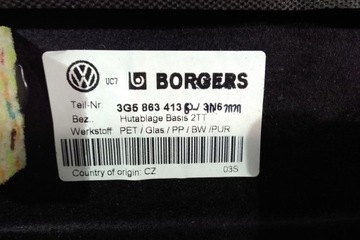 UC7 BORGERS
Teil-Nr. 3G5 863 413
Bez.. Hutablage Basis 2TT
Werkstoff: PET / Glas / PP / BW /PUR
Country of origin: CZ 03S